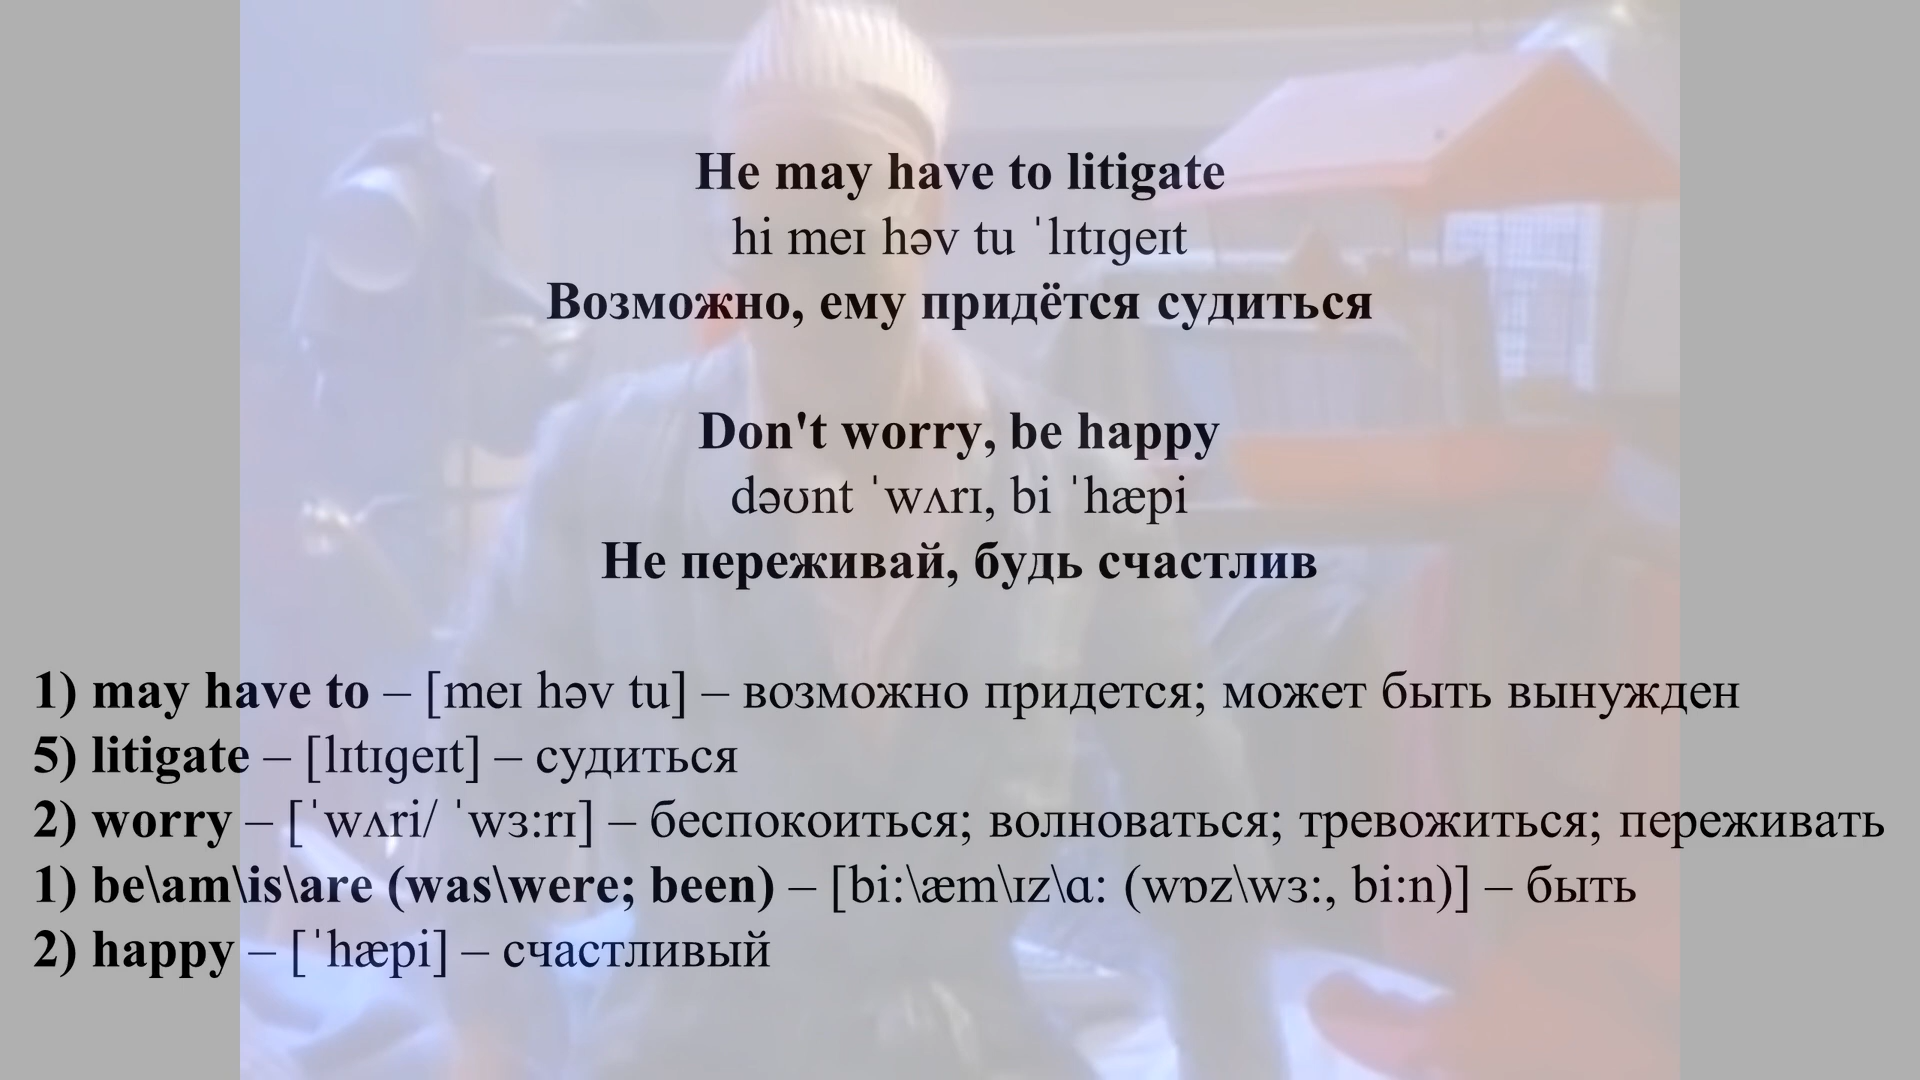 He may have to litigate
hi meɪ həv tu ˈlɪtɪɡeɪt
Возможно, ему придётся судиться
Don't worry, be happy
dəʊnt ˈwʌrɪ, bi ˈhæpi
Не переживай, будь счастлив
1) may have to – [meɪ həv tu] – возможно придется; может быть вынужден
5) litigate – [lɪtɪɡeɪt] – судиться
2) worry – [ˈwʌri/ ˈwɜ:rɪ] – беспокоиться; волноваться; тревожиться; переживать
1) be\am\is\are (was\were; been) – [bi:\æm\ɪz\ɑ: (wɒz\wɜ:, bi:n)] – быть
2) happy – [ˈhæpi] – счастливый